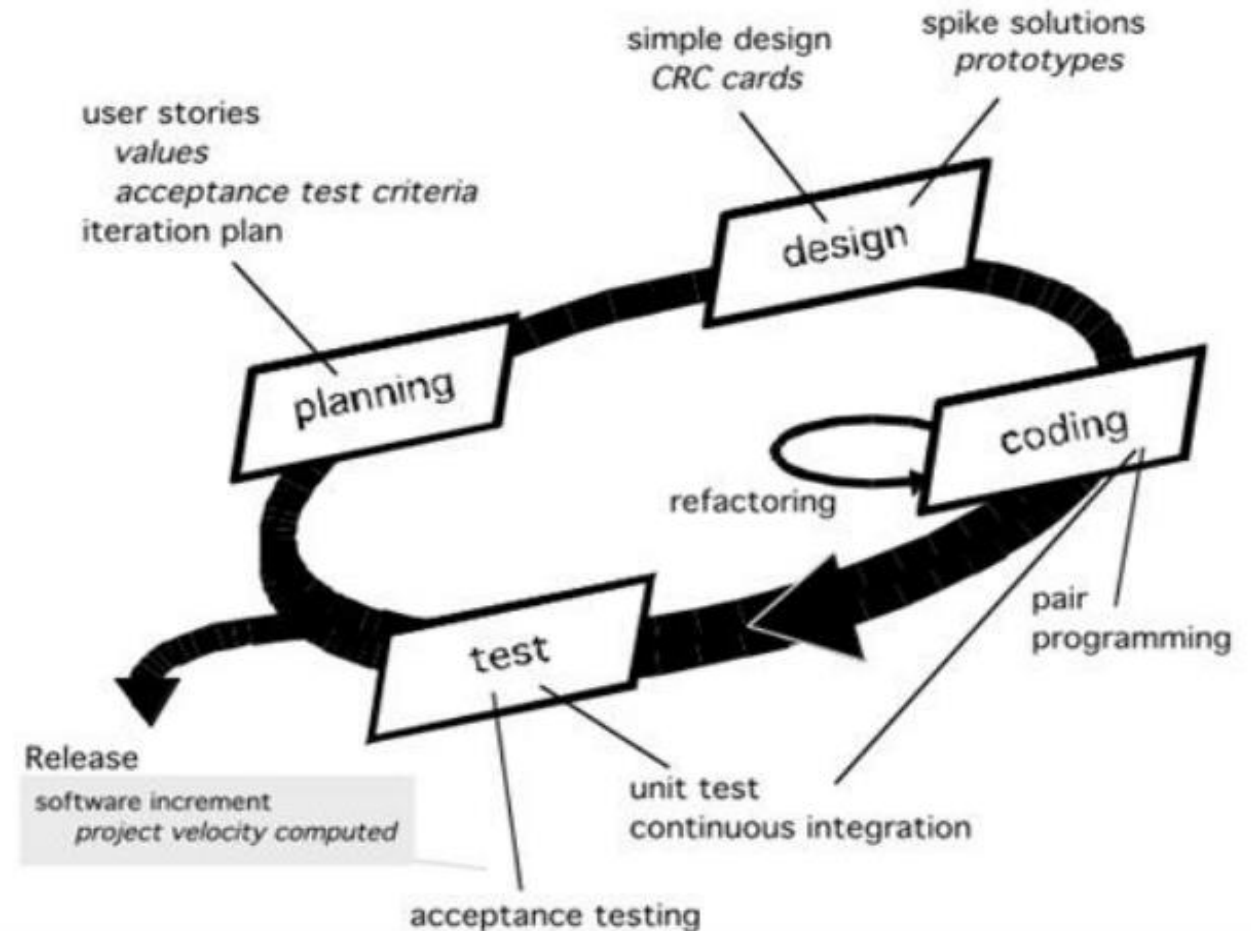 simple design
CRC cards
spike solutions
prototypes
user stories
values
acceptance test criteria
iteration plan
design
planning
coding
refactoring
pair
programming
test
Release
software increment
project velocity computed
unit test
continuous integration
acceptance testing